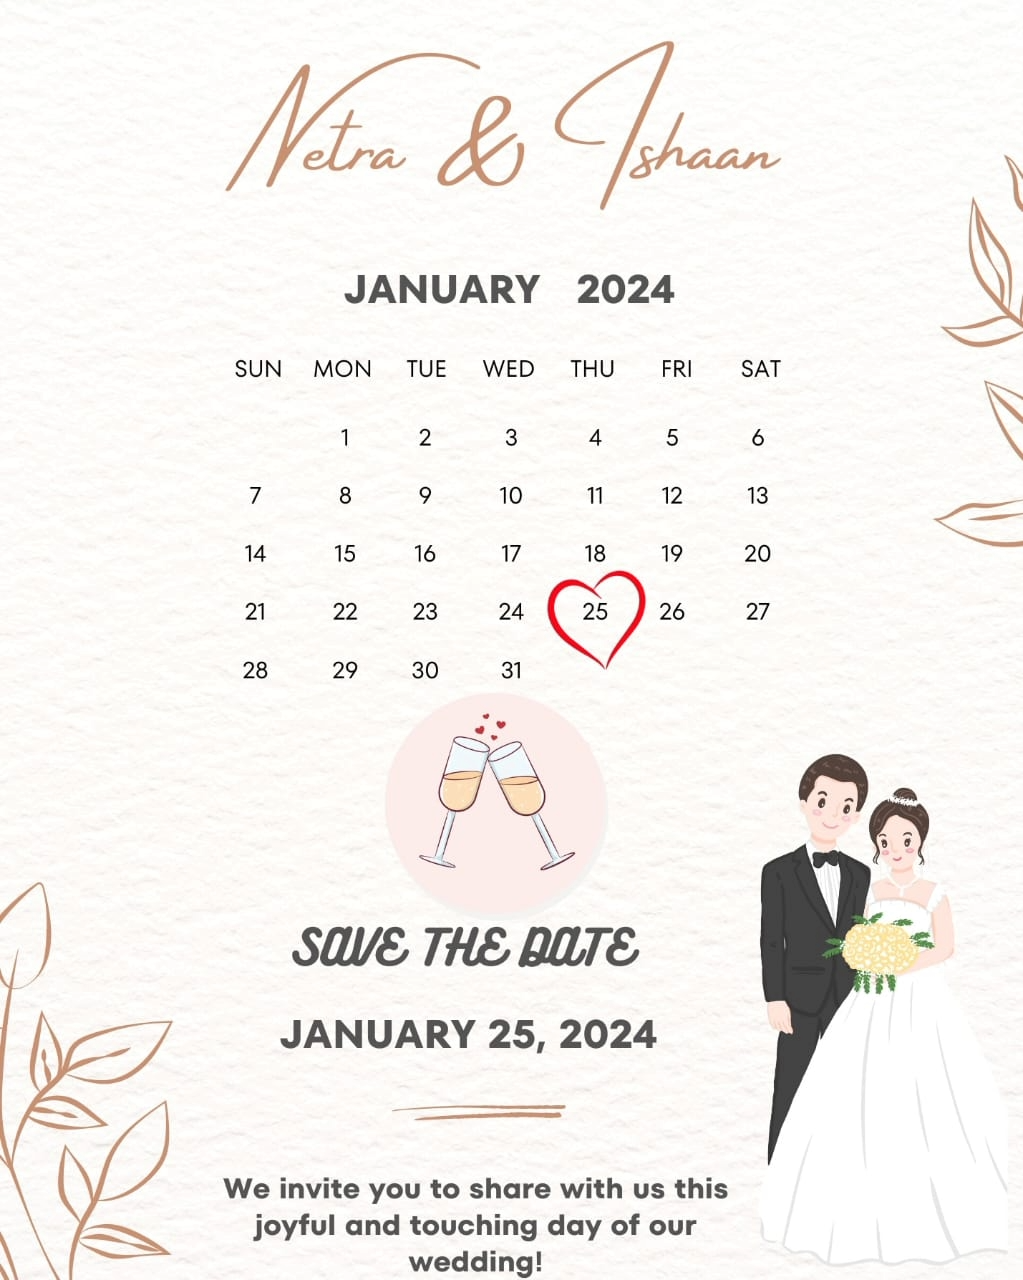 Netra & Ishaan
JANUARY 2024
SUN MON TUE WED THU FRI SAT
1 2 3 4 5 6
7 8 9 10 11 12 13
14 15 16 17 18 19 20
21 22 23 24 25 26 27
28 29 30 31
SAVE THE DATE
JANUARY 25, 2024
We invite you to share with us this
joyful and touching day of our
wedding!